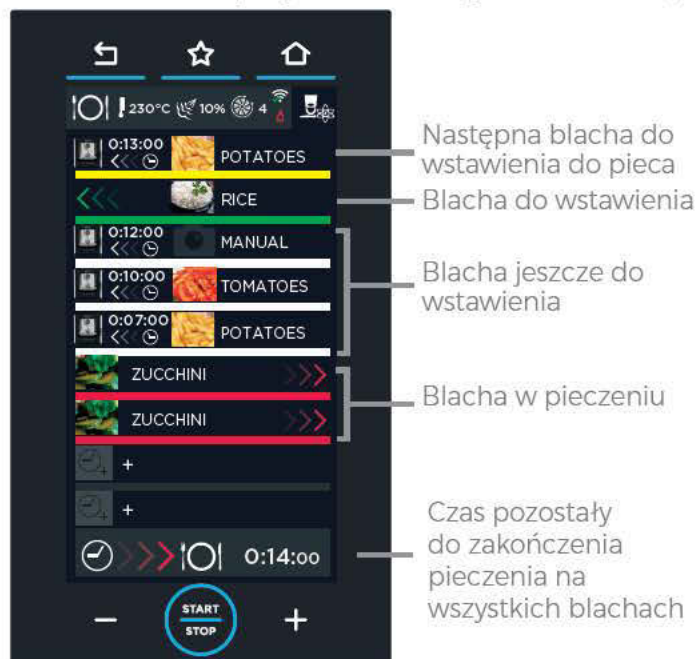 230°C 10% 4
0:13:00
POTATOES
Następna blacha do
wstawienia do pieca
RICE
Blacha do wstawienia
0:12:00
MANUAL
0:10:00
TOMATOES
Blacha jeszcze do
wstawienia
0:07:00
POTATOES
ZUCCHINI
Blacha w pieczeniu
ZUCCHINI
+
+
0:14:00
Czas pozostały
do zakończenia
pieczenia na
wszystkich blachach
− START +
STOP